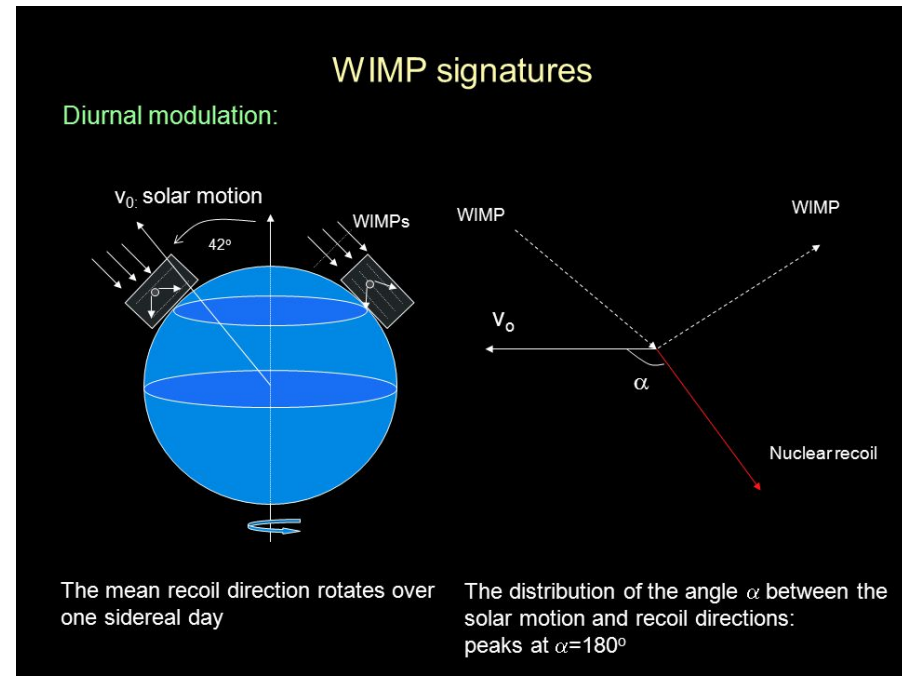 WIMP signatures
Diurnal modulation:
v0: solar motion
WIMPs
42o
WIMP
WIMP
vo
α
Nuclear recoil
The mean recoil direction rotates over
one sidereal day
The distribution of the angle α between the
solar motion and recoil directions:
peaks at α=180o